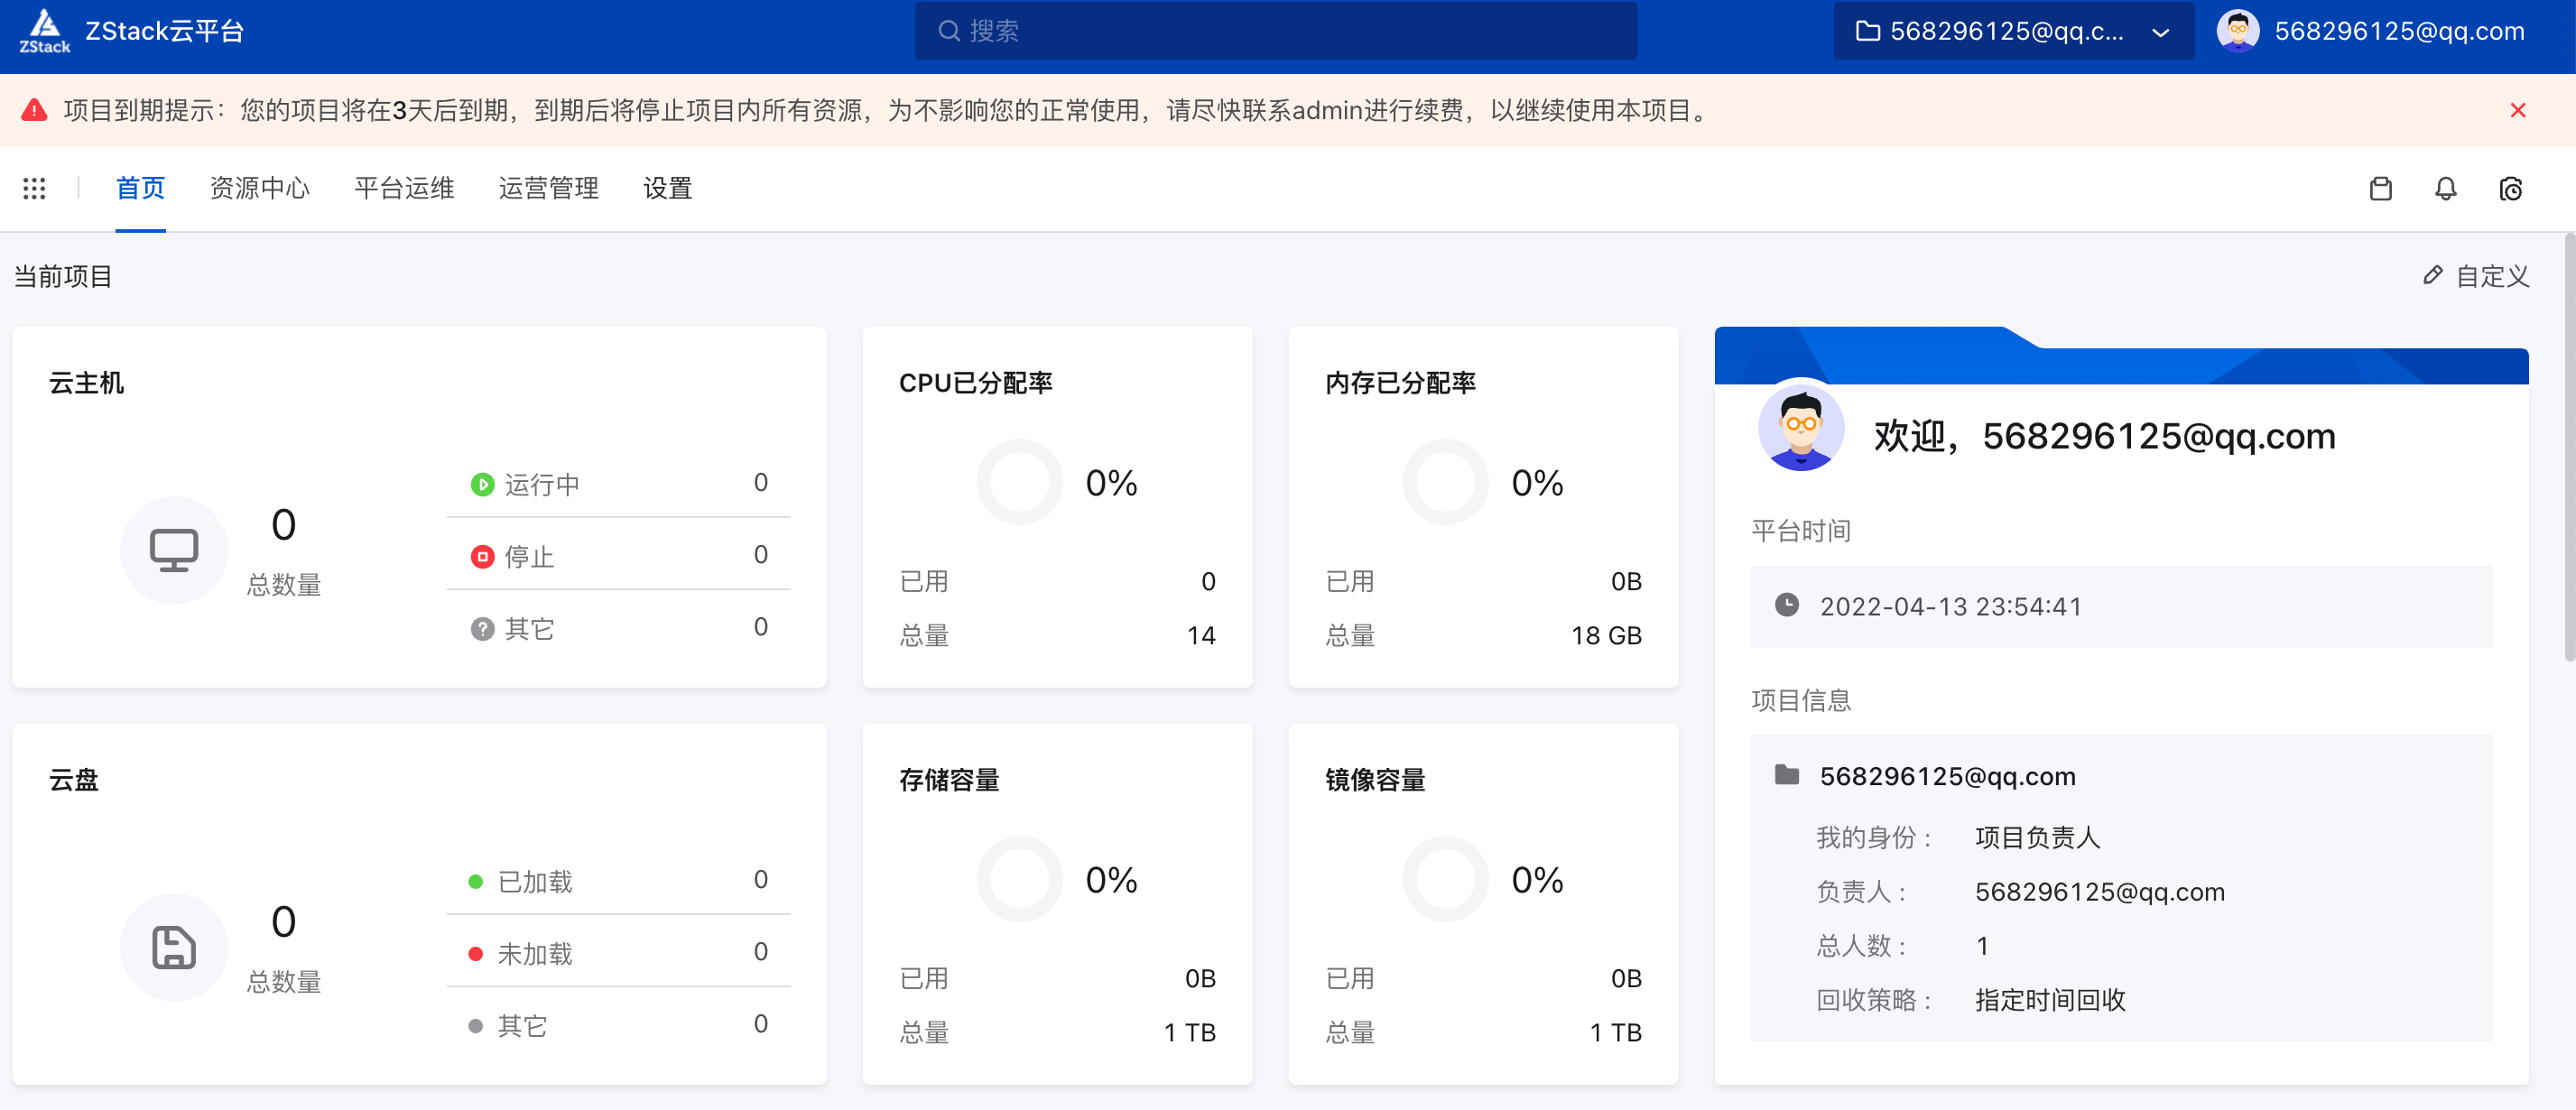 ZStack
ZStack云平台
搜索
568296125@qq.c...
568296125@qq.com
项目到期提示：您的项目将在3天后到期，到期后将停止项目内所有资源，为不影响您的正常使用，请尽快联系admin进行续费，以继续使用本项目。
首页
资源中心
平台运维
运营管理
设置
当前项目
自定义
云主机
0
总数量
运行中 0
停止 0
其它 0
CPU已分配率
0%
已用 0
总量 14
内存已分配率
0%
已用 0B
总量 18 GB
云盘
0
总数量
已加载 0
未加载 0
其它 0
存储容量
0%
已用 0B
总量 1 TB
镜像容量
0%
已用 0B
总量 1 TB
欢迎，568296125@qq.com
平台时间
2022-04-13 23:54:41
项目信息
568296125@qq.com
我的身份： 项目负责人
负责人： 568296125@qq.com
总人数： 1
回收策略： 指定时间回收